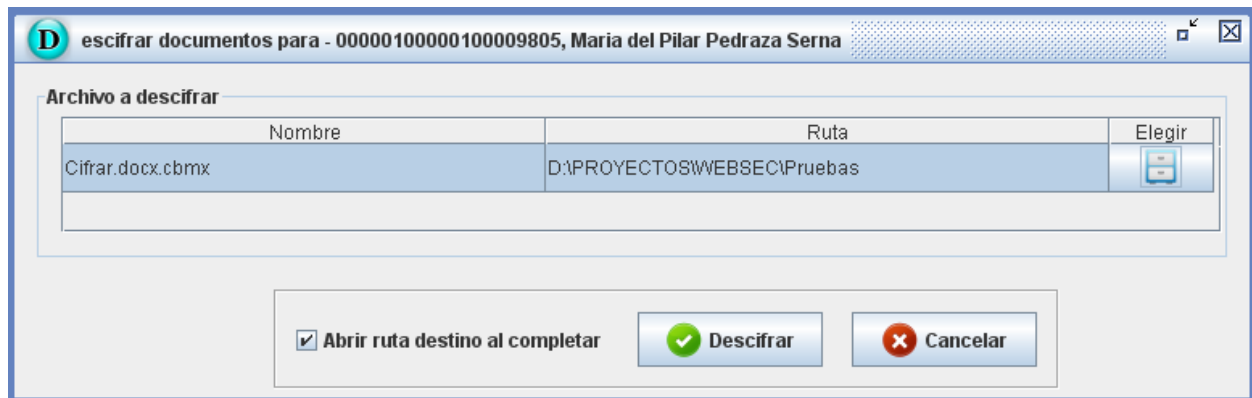 D escifrar documentos para - 00000100000100009805, Maria del Pilar Pedraza Serna
Archivo a descifrar
Nombre Ruta Elegir
Cifrar.docx.cbmx D:\PROYECTOS\WEBSEC\Pruebas
Abrir ruta destino al completar Descifrar Cancelar